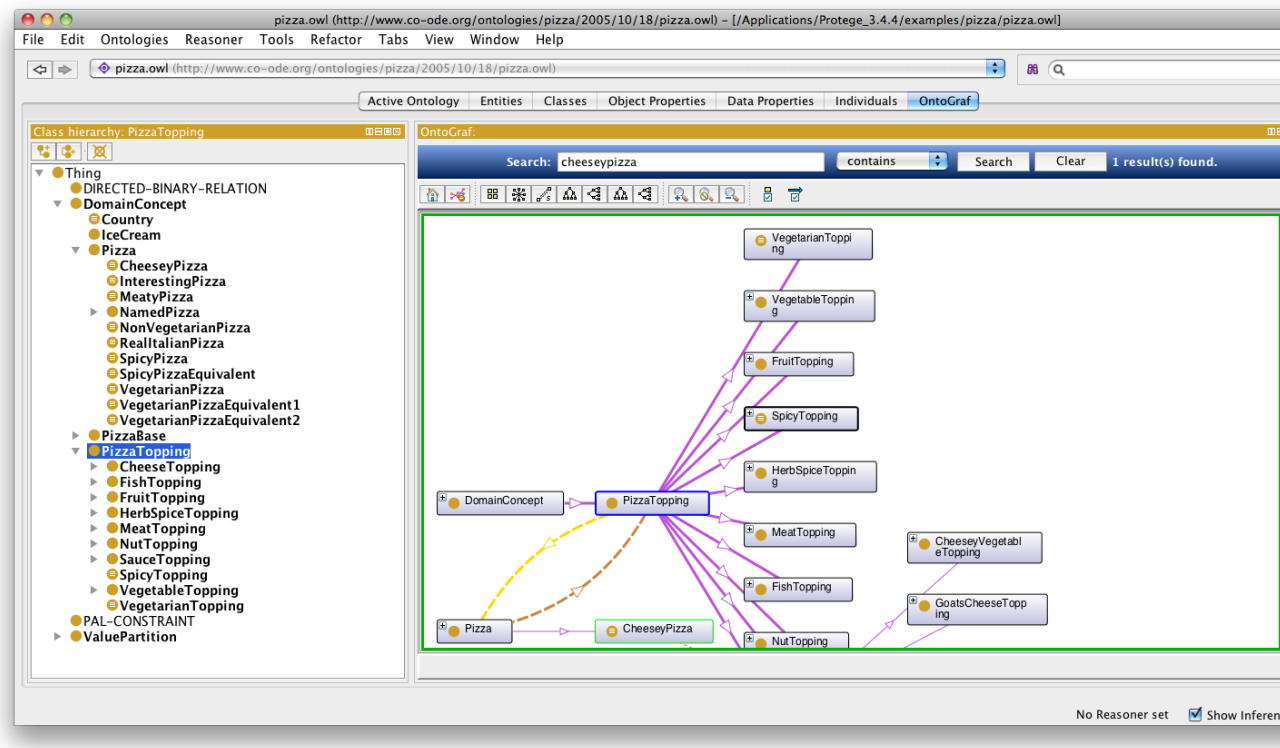 pizza.owl (http://www.co-ode.org/ontologies/pizza/2005/10/18/pizza.owl) – [/Applications/Protege_3.4.4/examples/pizza/pizza.owl]
File Edit Ontologies Reasoner Tools Refactor Tabs View Window Help
pizza.owl (http://www.co-ode.org/ontologies/pizza/2005/10/18/pizza.owl)
Active Ontology Entities Classes Object Properties Data Properties Individuals OntoGraf
Class hierarchy: PizzaTopping
Thing
DIRECTED-BINARY-RELATION
DomainConcept
Country
IceCream
Pizza
CheeseyPizza
InterestingPizza
MeatyPizza
NamedPizza
NonVegetarianPizza
RealItalianPizza
SpicyPizza
SpicyPizzaEquivalent
VegetarianPizza
VegetarianPizzaEquivalent1
VegetarianPizzaEquivalent2
PizzaBase
PizzaTopping
CheeseTopping
FishTopping
FruitTopping
HerbSpiceTopping
MeatTopping
NutTopping
SauceTopping
SpicyTopping
VegetableTopping
VegetarianTopping
PAL-CONSTRAINT
ValuePartition
OntoGraf:
Search: cheeseypizza contains Search Clear 1 result(s) found.
VegetarianToppi
ng
VegetableToppin
g
FruitTopping
SpicyTopping
HerbSpiceToppin
g
DomainConcept
PizzaTopping
MeatTopping
CheeseyVegetabl
eTopping
FishTopping
GoatsCheeseTopp
ing
Pizza
CheeseyPizza
NutTopping
No Reasoner set Show Inferen